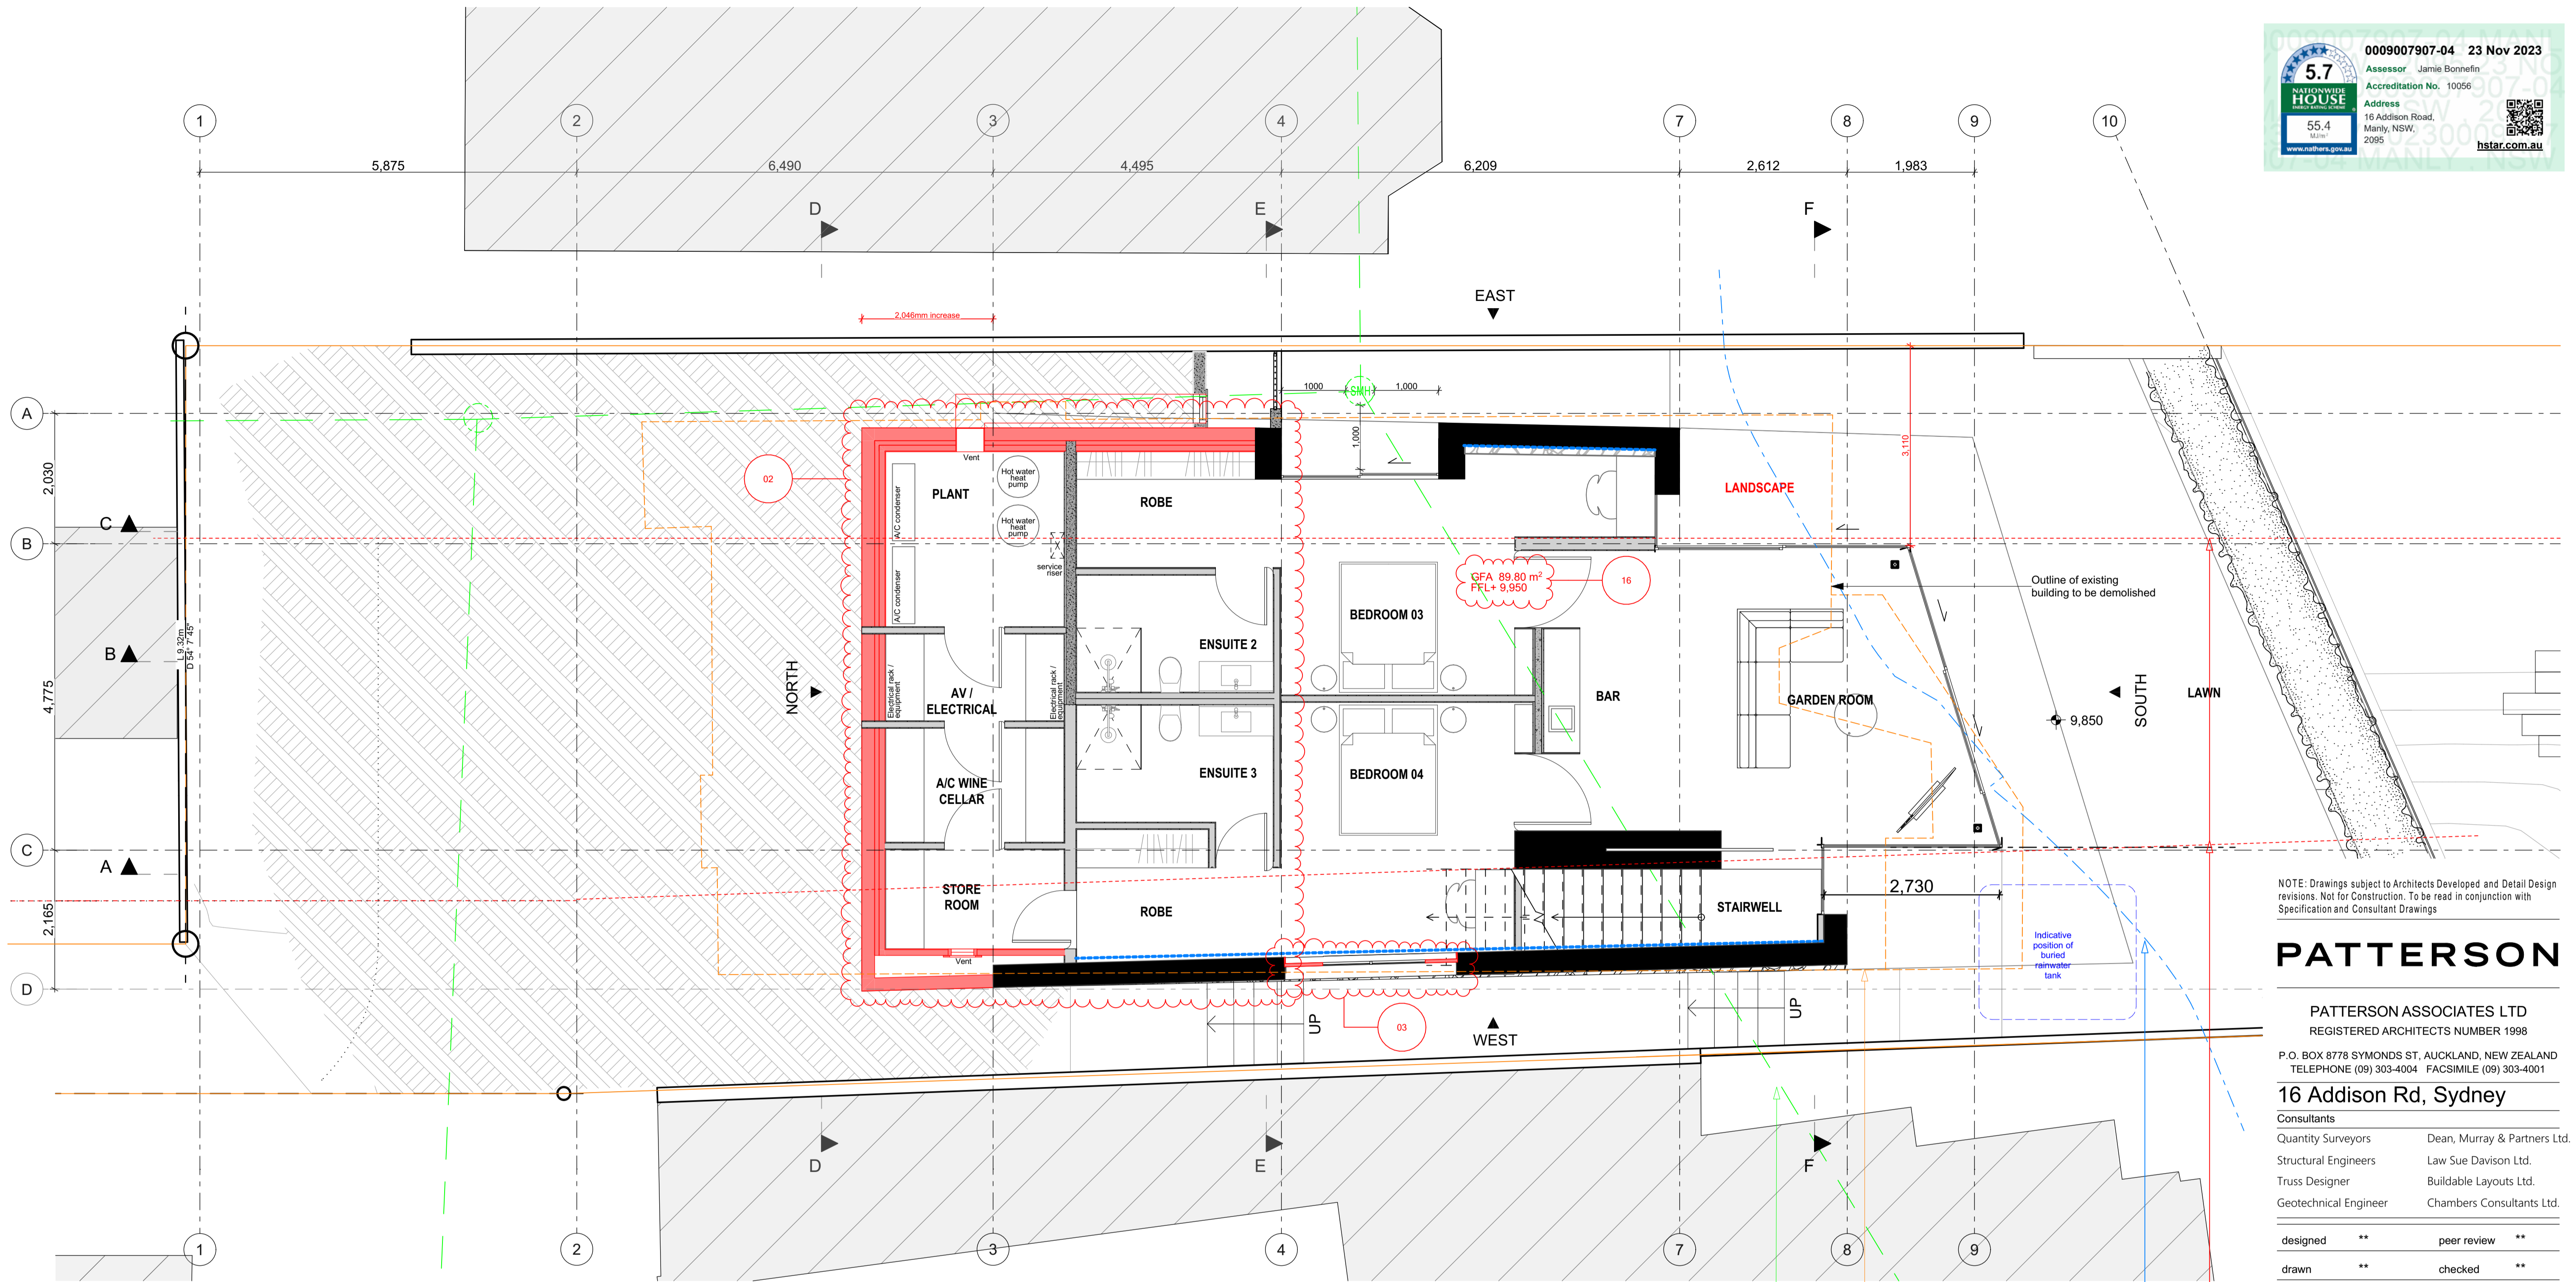 0009007907-04 23 Nov 2023
5.7
NATIONWIDE
HOUSE
ENERGY RATING SCHEME
55.4
MJ/m²
www.nathers.gov.au
Assessor Jamie Bonnefin
Accreditation No. 10056
Address
16 Addison Road,
Manly, NSW,
2095
hstar.com.au
1
2
3
4
7
8
9
10
5,875
6,490
4,495
6,209
2,612
1,983
D
E
F
EAST
2,046mm increase
1000
SMH
1,000
1,000
3,110
A
B
C
D
2,030
4,775
2,165
C
B
A
L 9.32m
D 54° 7' 45"
NORTH
02
Vent
PLANT
Hot water
heat
pump
Hot water
heat
pump
A/C condenser
A/C condenser
service
riser
ROBE
LANDSCAPE
GFA 89.80 m²
FFL+ 9,950
16
Outline of existing
building to be demolished
BEDROOM 03
ENSUITE 2
Electrical rack /
equipment
AV /
ELECTRICAL
Electrical rack /
equipment
BAR
GARDEN ROOM
9,850
SOUTH
LAWN
ENSUITE 3
BEDROOM 04
A/C WINE
CELLAR
STORE
ROOM
ROBE
STAIRWELL
2,730
Vent
Indicative
position of
buried
rainwater
tank
UP
UP
03
WEST
D
E
F
1
2
3
4
7
8
9
NOTE: Drawings subject to Architects Developed and Detail Design
revisions. Not for Construction. To be read in conjunction with
Specification and Consultant Drawings
PATTERSON
PATTERSON ASSOCIATES LTD
REGISTERED ARCHITECTS NUMBER 1998
P.O. BOX 8778 SYMONDS ST, AUCKLAND, NEW ZEALAND
TELEPHONE (09) 303-4004 FACSIMILE (09) 303-4001
16 Addison Rd, Sydney
Consultants
Quantity Surveyors Dean, Murray & Partners Ltd.
Structural Engineers Law Sue Davison Ltd.
Truss Designer Buildable Layouts Ltd.
Geotechnical Engineer Chambers Consultants Ltd.
designed ** peer review **
drawn ** checked **